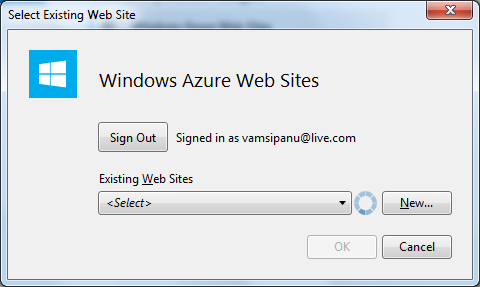 Select Existing Web Site
Windows Azure Web Sites
Sign Out Signed in as vamsipanu@live.com
Existing Web Sites
<Select> New...
OK Cancel